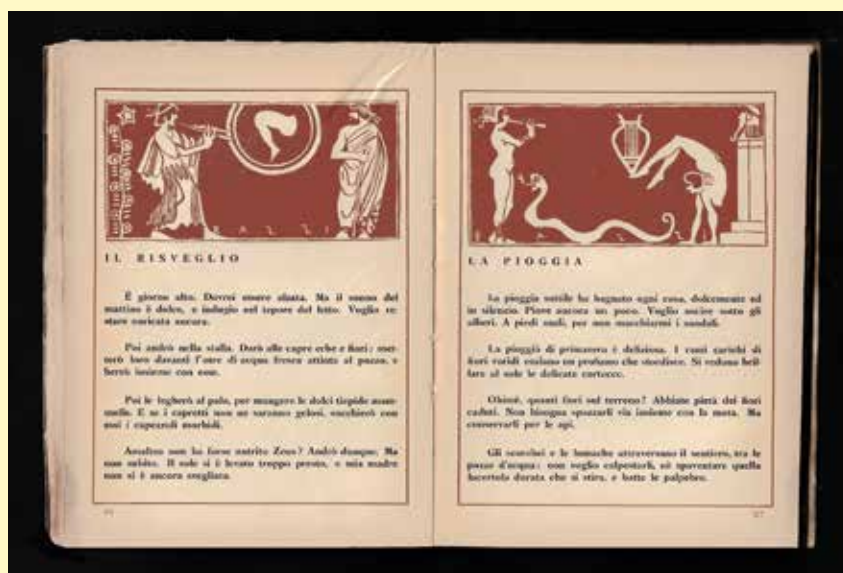 BAZZI
IL RISVEGLIO
È giorno alto. Dovrei essere alzata. Ma il sonno del
mattino è dolce, e indugio nel tepore del letto. Voglio re-
stare coricata ancora.
Poi andrò nella stalla. Darò alle capre erbe e fiori; met-
terò loro davanti l'otre di acqua fresca attinta al pozzo, e
berrò insieme con esse.
Poi le legherò al palo, per mungere le dolci tiepide mam-
melle. E se i capretti non ne saranno gelosi, succhierò con
essi i capezzoli morbidi.
Amaltea non ha forse nutrito Zeus? Andrò dunque. Ma
non subito. Il sole si è levato troppo presto, e mia madre
non si è ancora svegliata.
LA PIOGGIA
La pioggia sottile ha bagnato ogni cosa, dolcemente ed
in silenzio. Piove ancora un poco. Voglio uscire sotto gli
alberi. A piedi nudi, per non macchiarmi i sandali.
La pioggia di primavera è deliziosa. I rami carichi di
fiori esalano un profumo che stordisce. Si vedono bril-
lare al sole le delicate cortecce.
Ohimè, quanti fiori sul terreno! Abbiate pietà dei fiori
caduti. Non bisogna spazzarli via insieme con la mota. Ma
conservarli per le api.
Gli scarabei e le lumache attraversano il sentiero, tra le
pozze d'acqua: non voglio calpestarli, nè spaventare quella
lucertola dorata che si stira, e batte le palpebre.